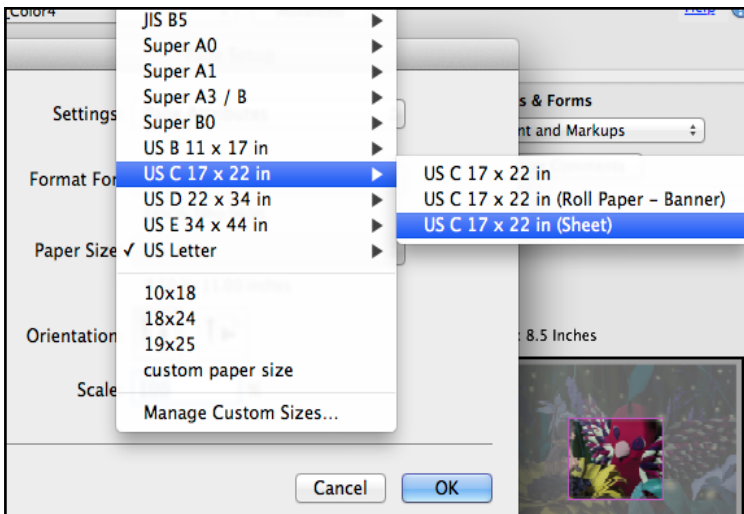 _Color4
Help
JIS B5
Super A0
Super A1
Super A3 / B
Super B0
US B 11 x 17 in
US C 17 x 22 in
US D 22 x 34 in
US E 34 x 44 in
✓ US Letter
10x18
18x24
19x25
custom paper size
Manage Custom Sizes...
US C 17 x 22 in
US C 17 x 22 in (Roll Paper – Banner)
US C 17 x 22 in (Sheet)
Settings
Format For
Paper Size
Orientation
Scale
s & Forms
nt and Markups
: 8.5 Inches
Cancel
OK